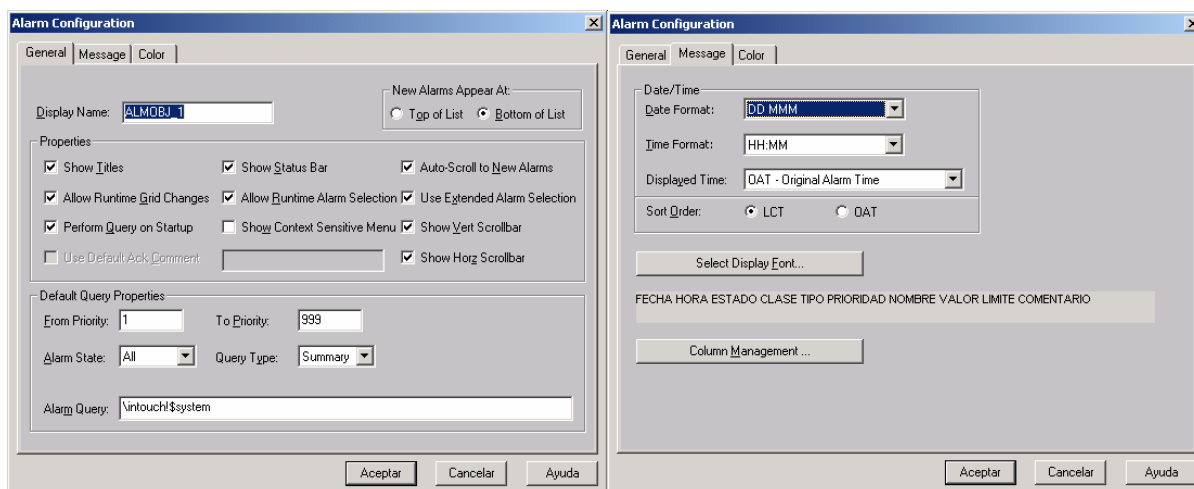 Alarm Configuration
General Message Color
Display Name: ALMOBJ_1
New Alarms Appear At:
Top of List Bottom of List
Properties
Show Titles Show Status Bar Auto-Scroll to New Alarms
Allow Runtime Grid Changes Allow Runtime Alarm Selection Use Extended Alarm Selection
Perform Query on Startup Show Context Sensitive Menu Show Vert Scrollbar
Use Default Ack Comment Show Horz Scrollbar
Default Query Properties
From Priority: 1 To Priority: 999
Alarm State: All Query Type: Summary
Alarm Query: \intouch!$system
Aceptar Cancelar Ayuda
Alarm Configuration
General Message Color
Date/Time
Date Format: DD MMM
Time Format: HH:MM
Displayed Time: OAT - Original Alarm Time
Sort Order: LCT OAT
Select Display Font...
FECHA HORA ESTADO CLASE TIPO PRIORIDAD NOMBRE VALOR LIMITE COMENTARIO
Column Management ...
Aceptar Cancelar Ayuda